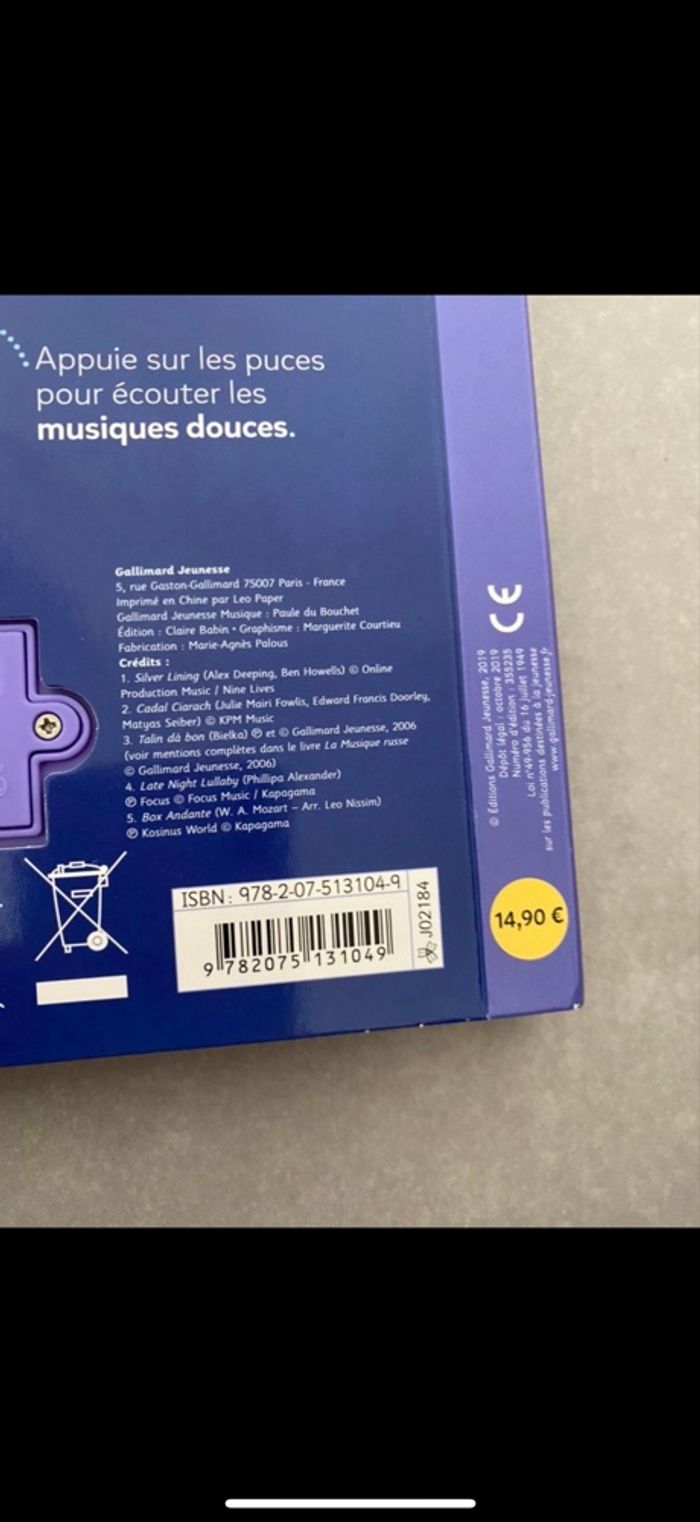 Appuie sur les puces
pour écouter les
musiques douces.
Gallimard Jeunesse
5, rue Gaston-Gallimard 75007 Paris - France
Imprimé en Chine par Leo Paper
Gallimard Jeunesse Musique : Paule du Bouchet
Édition : Claire Babin • Graphisme : Marguerite Courtieu
Fabrication : Marie-Agnès Palous
Crédits :
1. Silver Lining (Alex Deeping, Ben Howells) © Online
Production Music / Nine Lives
2. Cadal Ciarach (Julie Mairi Fowlis, Edward Francis Doorley,
Matyas Seiber) © KPM Music
3. Talin dà bon (Bielka) ℗ et © Gallimard Jeunesse, 2006
(voir mentions complètes dans le livre La Musique russe
© Gallimard Jeunesse, 2006)
4. Late Night Lullaby (Phillipa Alexander)
℗ Focus © Focus Music / Kapagama
5. Box Andante (W. A. Mozart – Arr. Leo Nissim)
℗ Kosinus World © Kapagama
ISBN : 978-2-07-513104-9
9 782075 131049
J02184
CE
© Éditions Gallimard Jeunesse, 2019
Dépôt légal : octobre 2019
Numéro d'édition : 355235
Loi n°49-956 du 16 juillet 1949
sur les publications destinées à la jeunesse
www.gallimard-jeunesse.fr
14,90 €